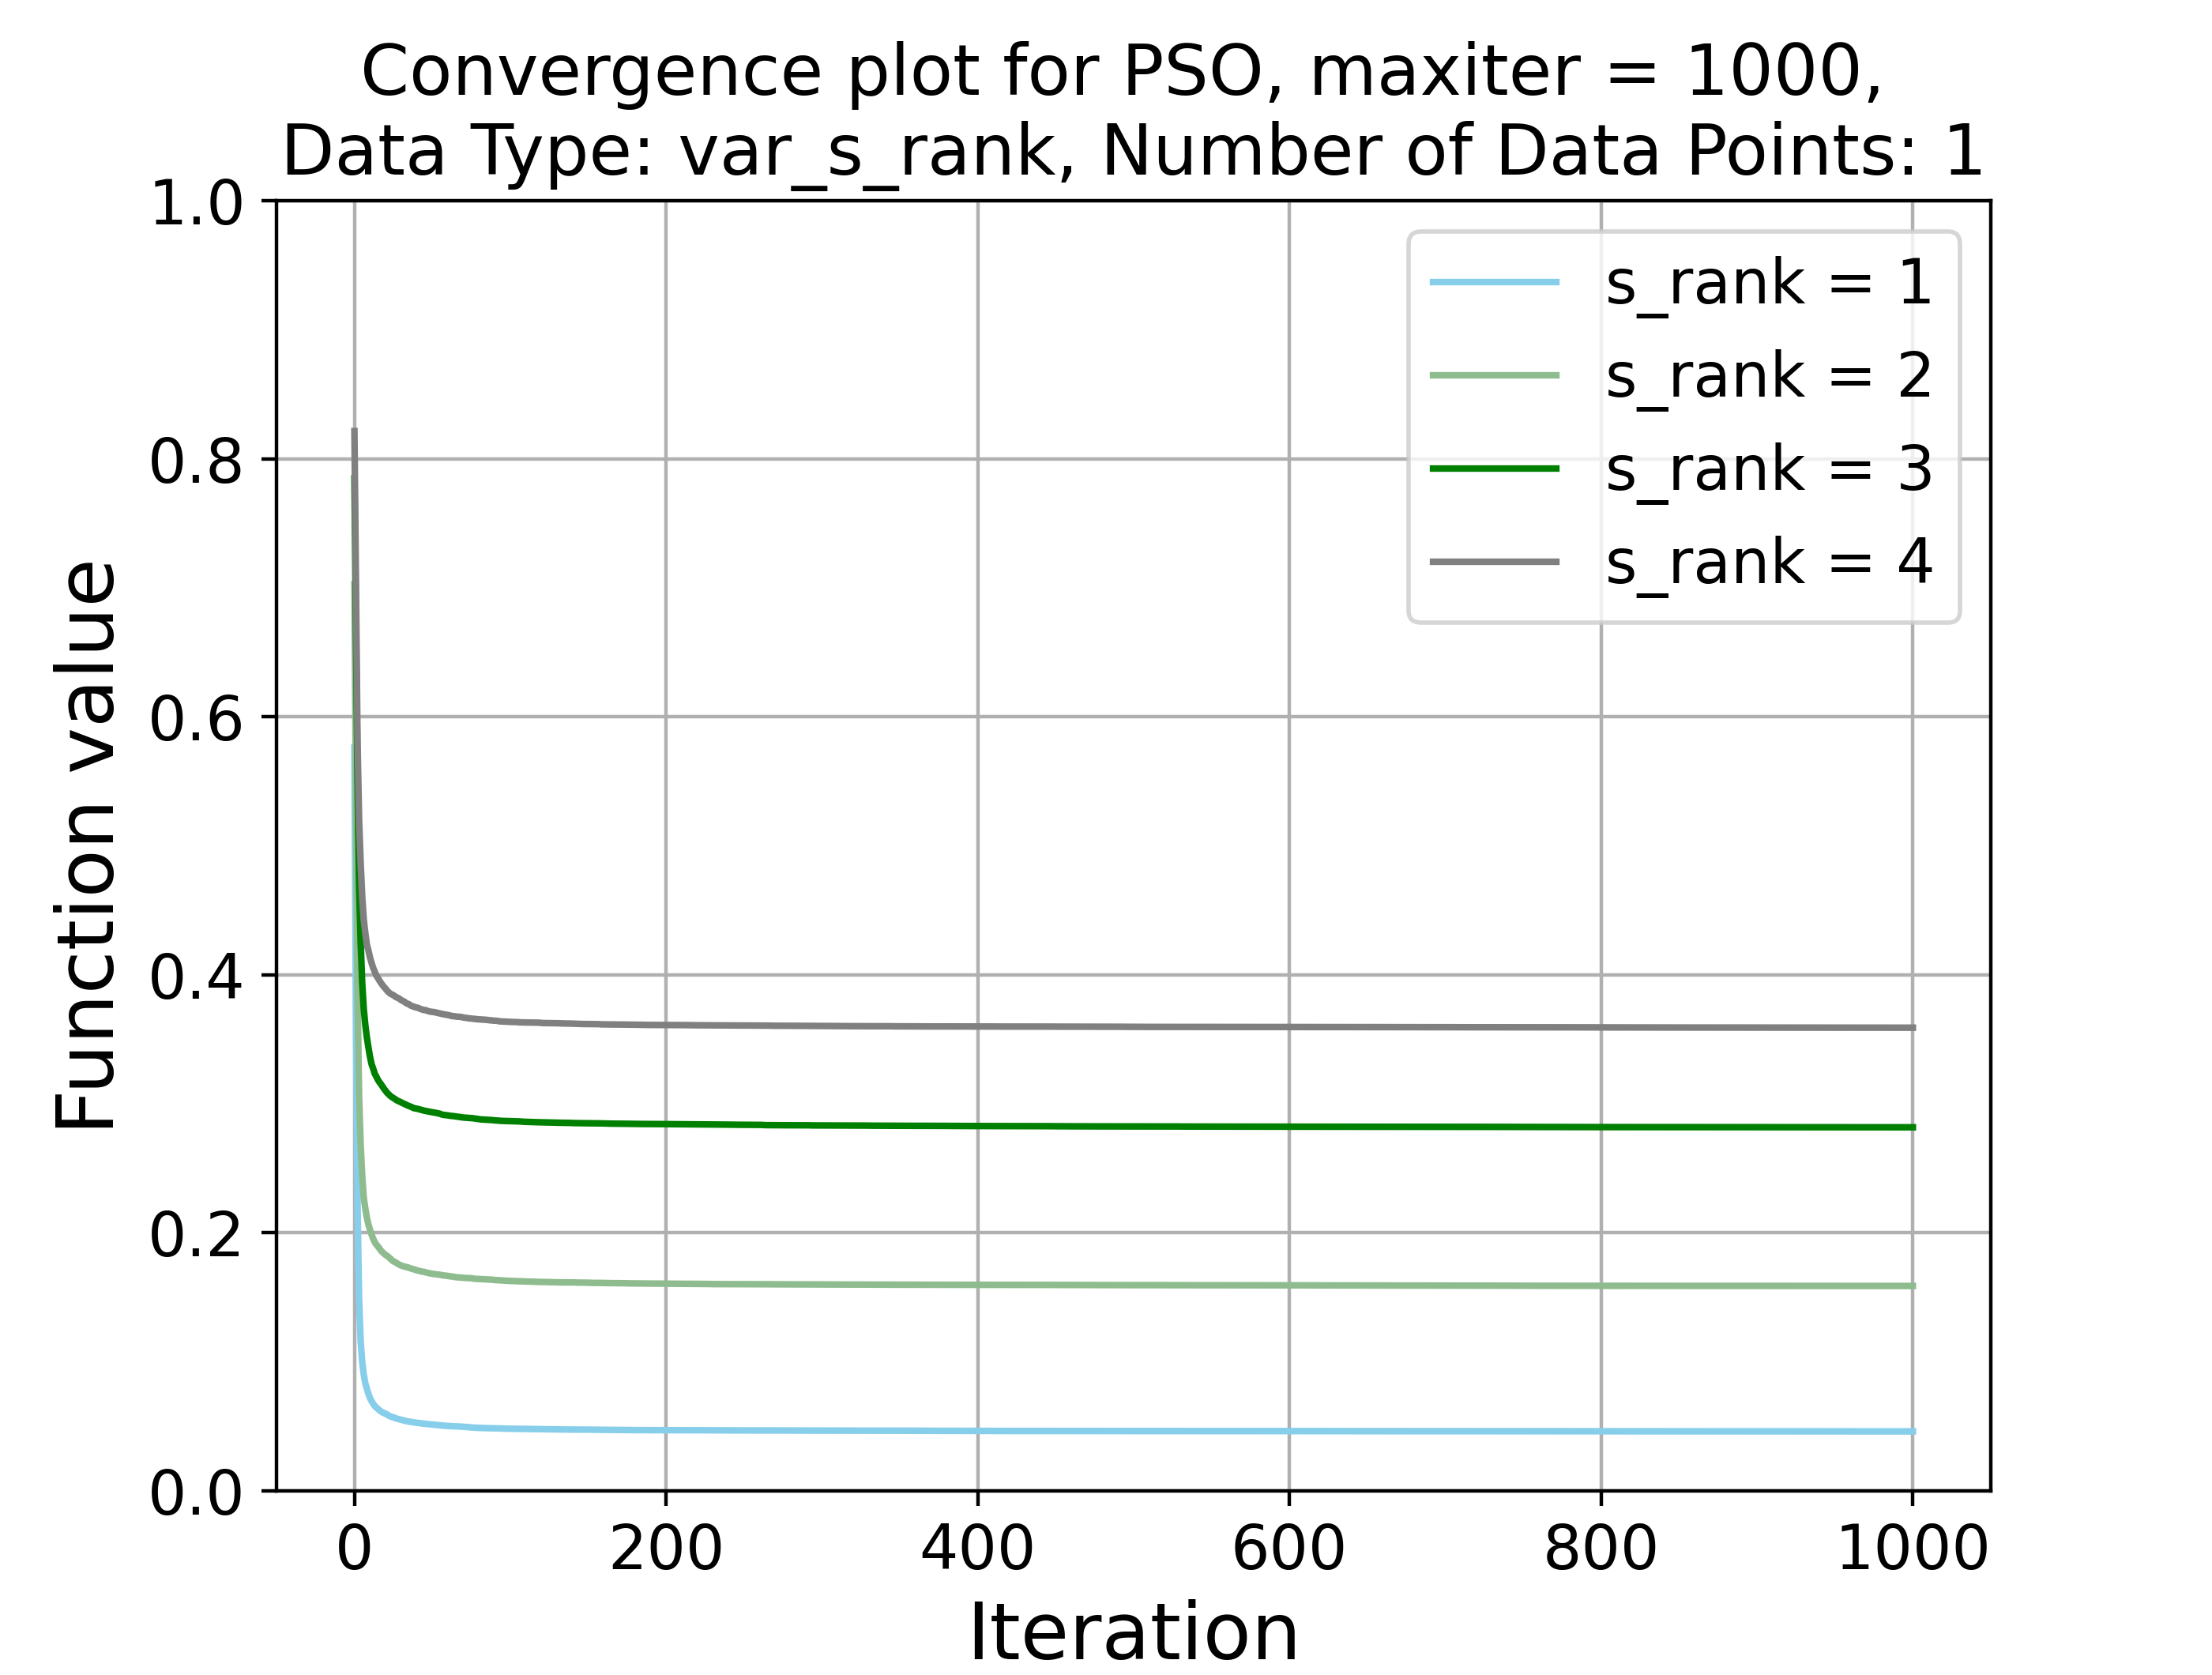 Convergence plot for PSO, maxiter = 1000,
Data Type: var_s_rank, Number of Data Points: 1
1.0
0.8
0.6
0.4
0.2
0.0
Function value
s_rank = 1
s_rank = 2
s_rank = 3
s_rank = 4
0 200 400 600 800 1000
Iteration